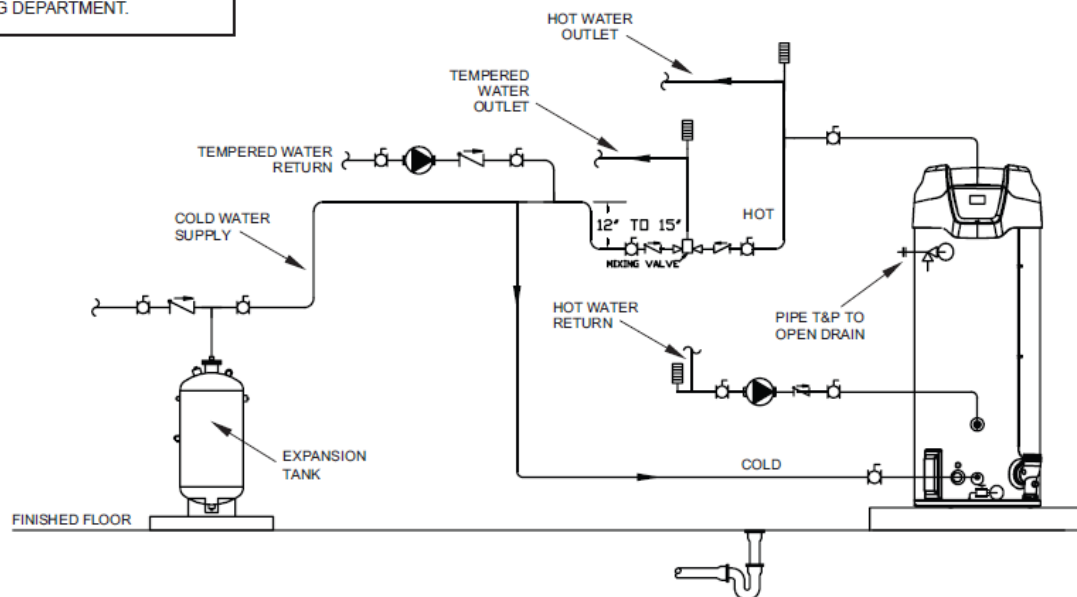 G DEPARTMENT.
HOT WATER
OUTLET
TEMPERED
WATER
OUTLET
TEMPERED WATER
RETURN
COLD WATER
SUPPLY
12" TO 15"
HOT
MIXING VALVE
HOT WATER
RETURN
PIPE T&P TO
OPEN DRAIN
EXPANSION
TANK
COLD
FINISHED FLOOR